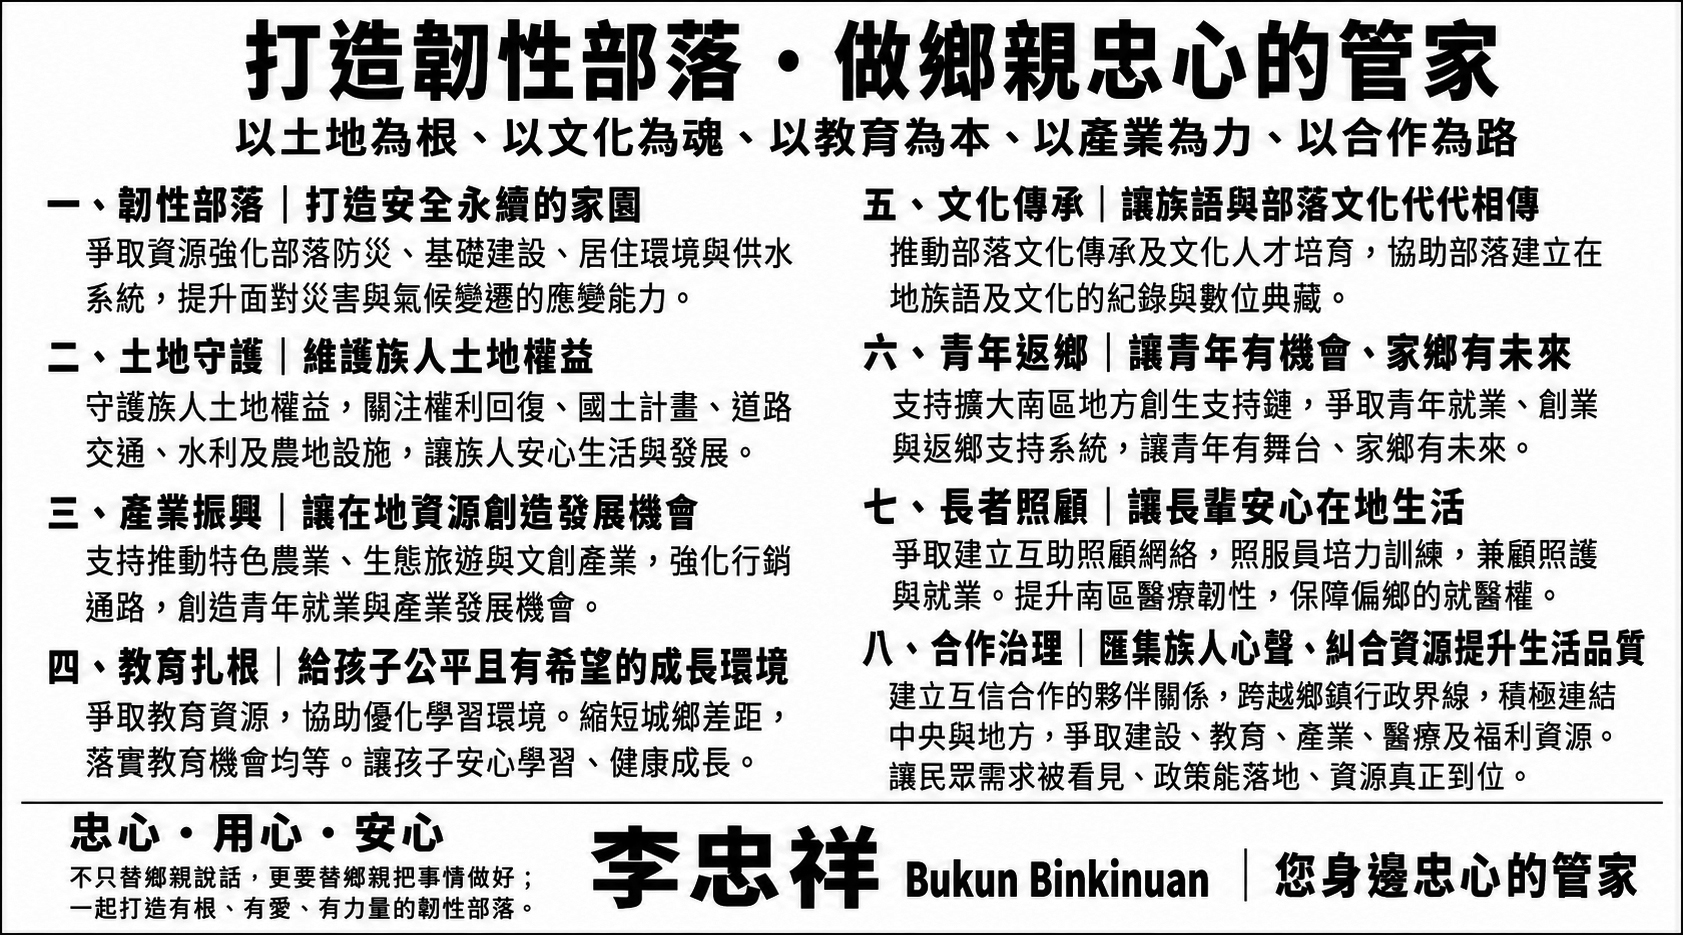 打造韌性部落・做鄉親忠心的管家
以土地為根、以文化為魂、以教育為本、以產業為力、以合作為路
一、韌性部落｜打造安全永續的家園
爭取資源強化部落防災、基礎建設、居住環境與供水
系統，提升面對災害與氣候變遷的應變能力。
二、土地守護｜維護族人土地權益
守護族人土地權益，關注權利回復、國土計畫、道路
交通、水利及農地設施，讓族人安心生活與發展。
三、產業振興｜讓在地資源創造發展機會
支持推動特色農業、生態旅遊與文創產業，強化行銷
通路，創造青年就業與產業發展機會。
四、教育扎根｜給孩子公平且有希望的成長環境
爭取教育資源，協助優化學習環境。縮短城鄉差距，
落實教育機會均等。讓孩子安心學習、健康成長。
五、文化傳承｜讓族語與部落文化代代相傳
推動部落文化傳承及文化人才培育，協助部落建立在
地族語及文化的紀錄與數位典藏。
六、青年返鄉｜讓青年有機會、家鄉有未來
支持擴大南區地方創生支持鏈，爭取青年就業、創業
與返鄉支持系統，讓青年有舞台、家鄉有未來。
七、長者照顧｜讓長輩安心在地生活
爭取建立互助照顧網絡，照服員培力訓練，兼顧照護
與就業。提升南區醫療韌性，保障偏鄉的就醫權。
八、合作治理｜匯集族人心聲、糾合資源提升生活品質
建立互信合作的夥伴關係，跨越鄉鎮行政界線，積極連結
中央與地方，爭取建設、教育、產業、醫療及福利資源。
讓民眾需求被看見、政策能落地、資源真正到位。
忠心・用心・安心
不只替鄉親說話，更要替鄉親把事情做好；
一起打造有根、有愛、有力量的韌性部落。
李忠祥 Bukun Binkinuan｜您身邊忠心的管家